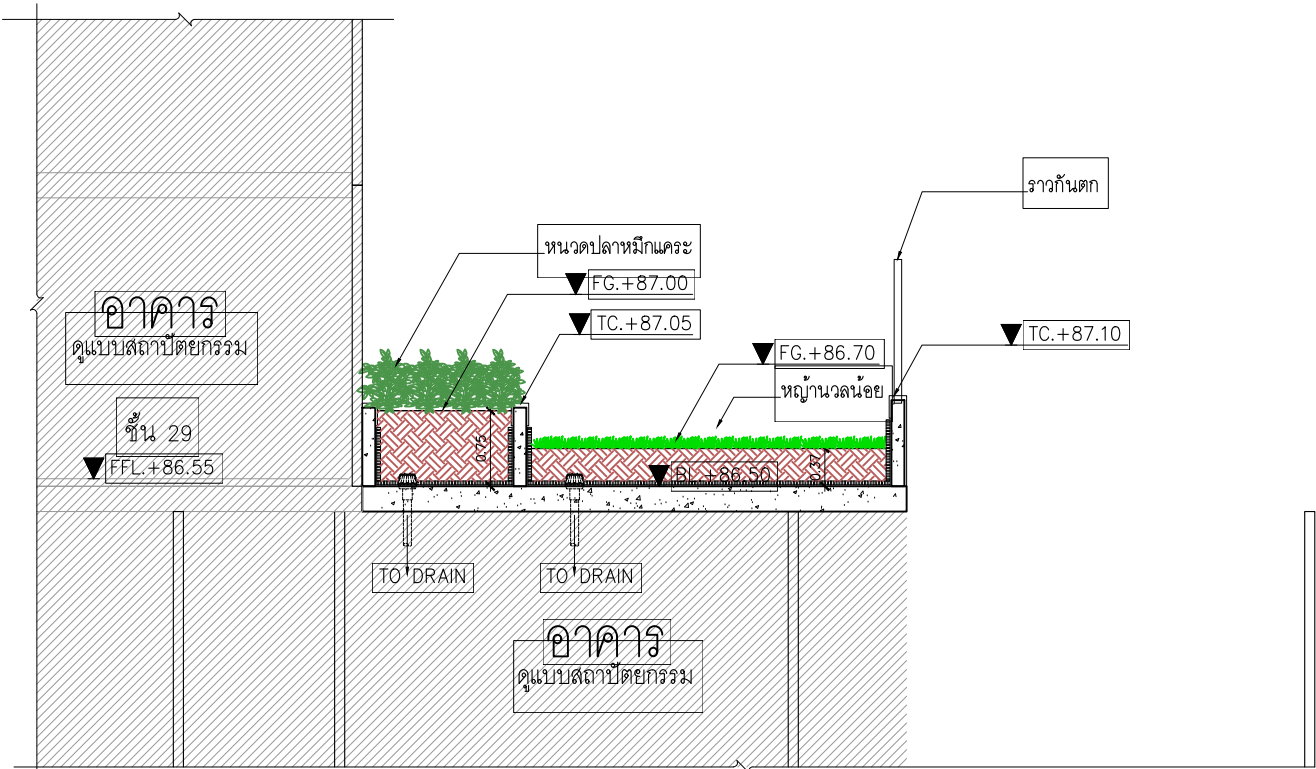 ราวกันตก
หนวดปลาหมึกแคระ
FG.+87.00
TC.+87.05
TC.+87.10
FG.+86.70
หญ้านวลน้อย
อาคาร
ดูแบบสถาปัตยกรรม
ชั้น 29
FFL.+86.55
0.75
0.37
BL.+86.50
TO DRAIN
TO DRAIN
อาคาร
ดูแบบสถาปัตยกรรม